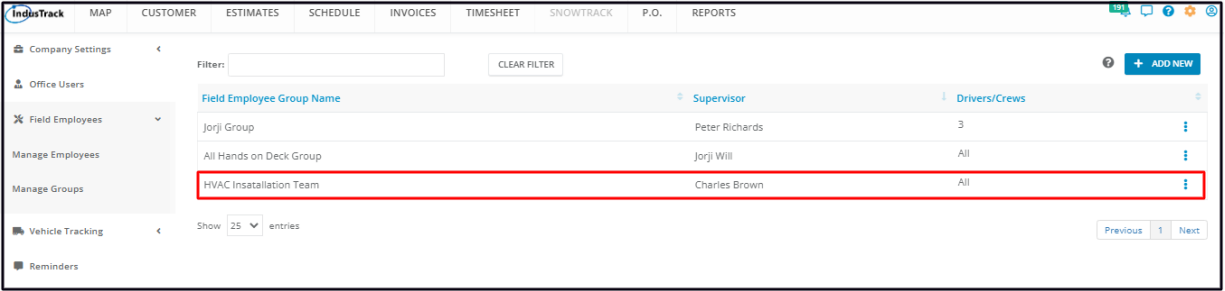 IndusTrack MAP CUSTOMER ESTIMATES SCHEDULE INVOICES TIMESHEET SNOWTRACK P.O. REPORTS 191
Company Settings
Office Users
Field Employees
Manage Employees
Manage Groups
Vehicle Tracking
Reminders
Filter: CLEAR FILTER + ADD NEW
Field Employee Group Name Supervisor Drivers/Crews
Jorji Group Peter Richards 3
All Hands on Deck Group Jorji Will All
HVAC Insatallation Team Charles Brown All
Show 25 entries
Previous 1 Next